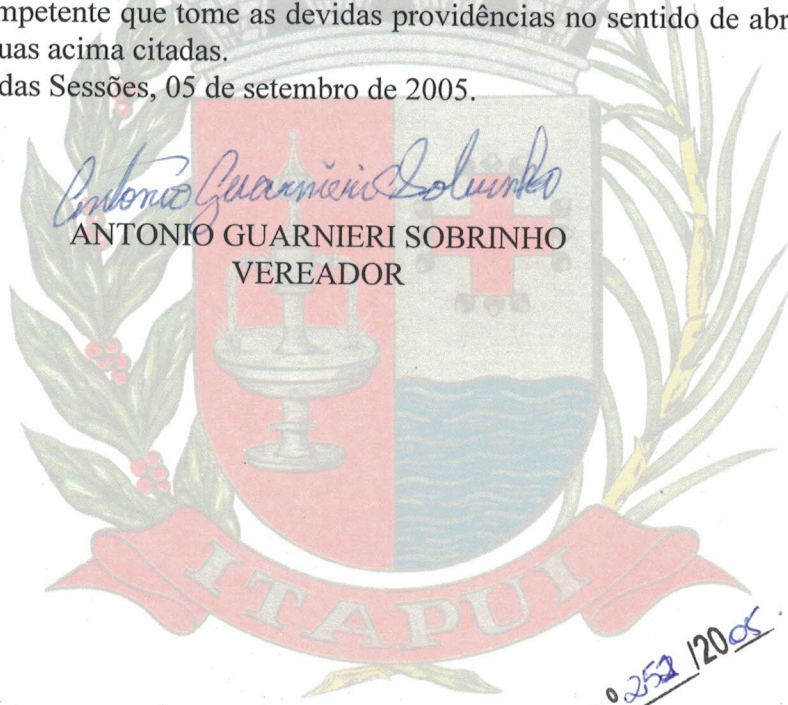 mpetente que tome as devidas providências no sentido de abr
uas acima citadas.
das Sessões, 05 de setembro de 2005.
Antonio Guarnieri Sobrinho
ANTONIO GUARNIERI SOBRINHO
VEREADOR
ITAPUI
º 252 /2005